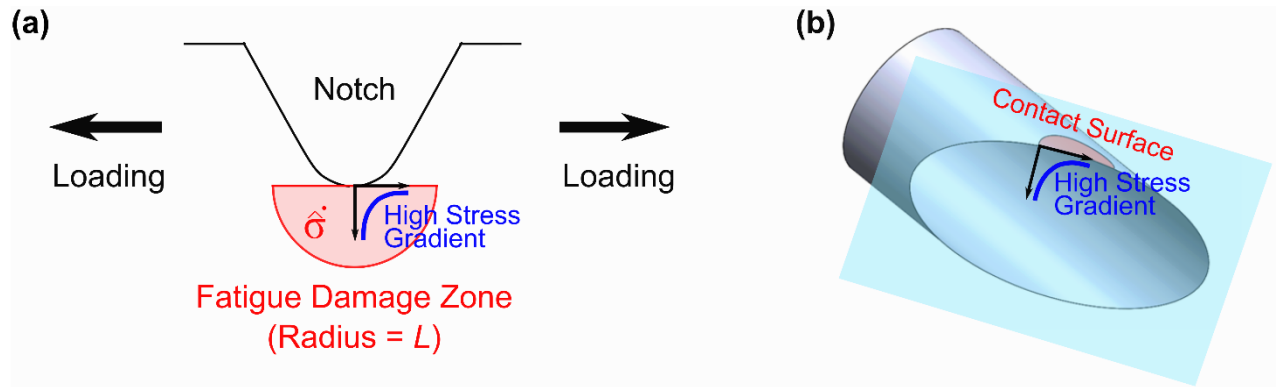 (a)
Notch
Loading
Loading
σ̂̇
High Stress
Gradient
Fatigue Damage Zone
(Radius = L)
(b)
Contact Surface
High Stress
Gradient